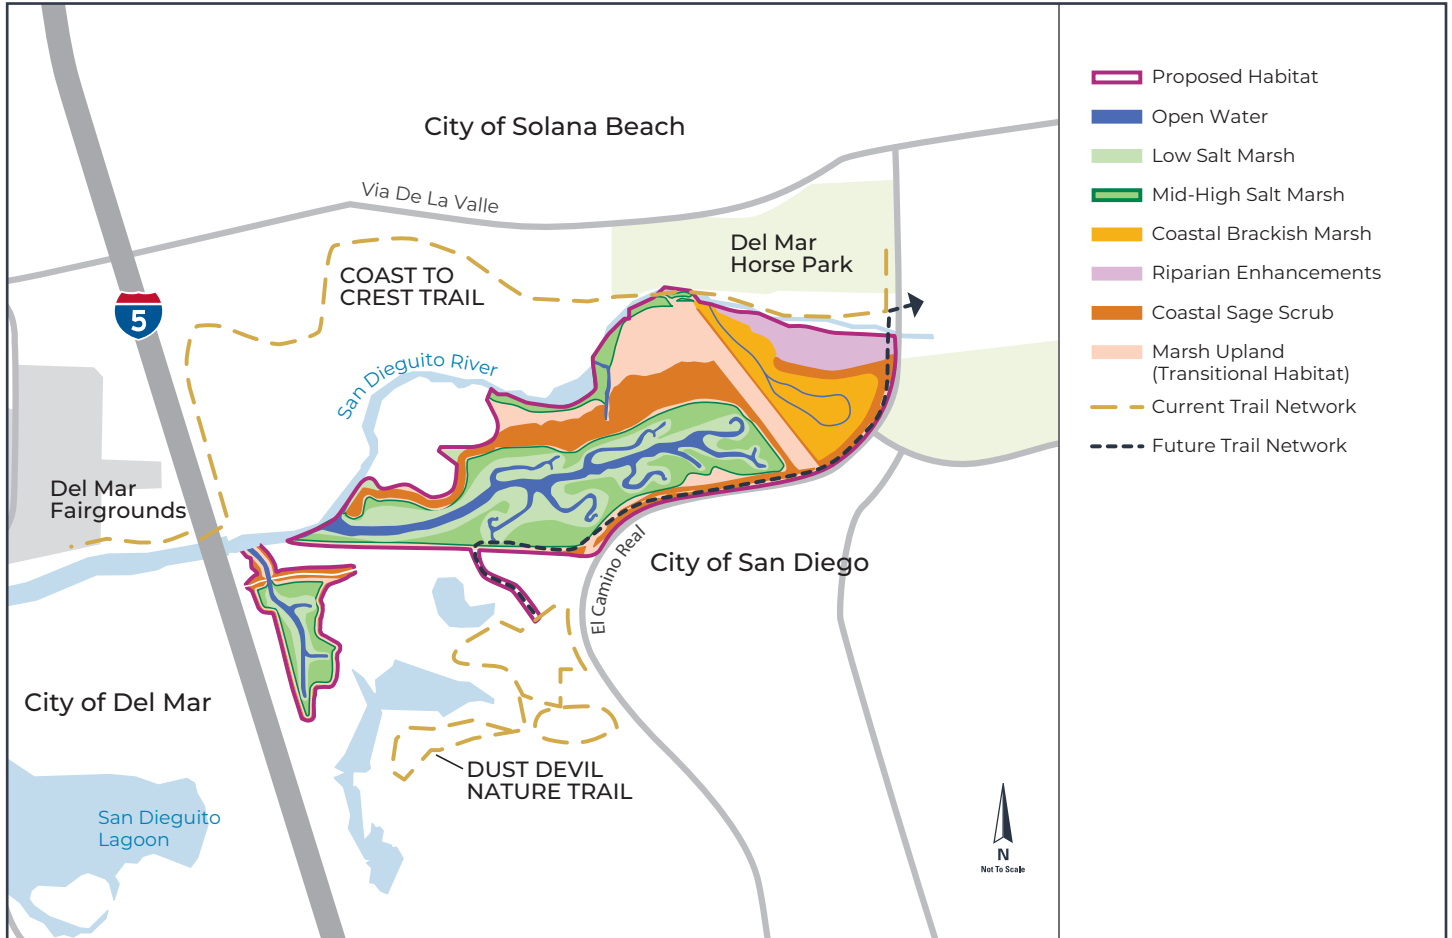 City of Solana Beach
Via De La Valle
Del Mar
Horse Park
COAST TO
CREST TRAIL
5
San Dieguito River
Del Mar
Fairgrounds
City of San Diego
El Camino Real
City of Del Mar
DUST DEVIL
NATURE TRAIL
San Dieguito
Lagoon
N
Not To Scale
Proposed Habitat
Open Water
Low Salt Marsh
Mid-High Salt Marsh
Coastal Brackish Marsh
Riparian Enhancements
Coastal Sage Scrub
Marsh Upland
(Transitional Habitat)
Current Trail Network
Future Trail Network